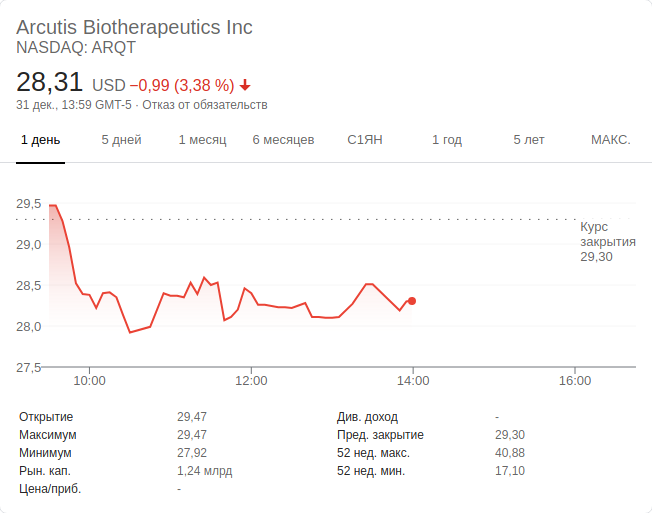 Arcutis Biotherapeutics Inc
NASDAQ: ARQT
28,31 USD −0,99 (3,38 %)
31 дек., 13:59 GMT-5 · Отказ от обязательств
1 день 5 дней 1 месяц 6 месяцев С1ЯН 1 год 5 лет МАКС.
29,5
Курс
закрытия
29,30
29,0
28,5
28,0
27,5
10:00 12:00 14:00 16:00
Открытие 29,47 Див. доход -
Максимум 29,47 Пред. закрытие 29,30
Минимум 27,92 52 нед. макс. 40,88
Рын. кап. 1,24 млрд 52 нед. мин. 17,10
Цена/приб. -